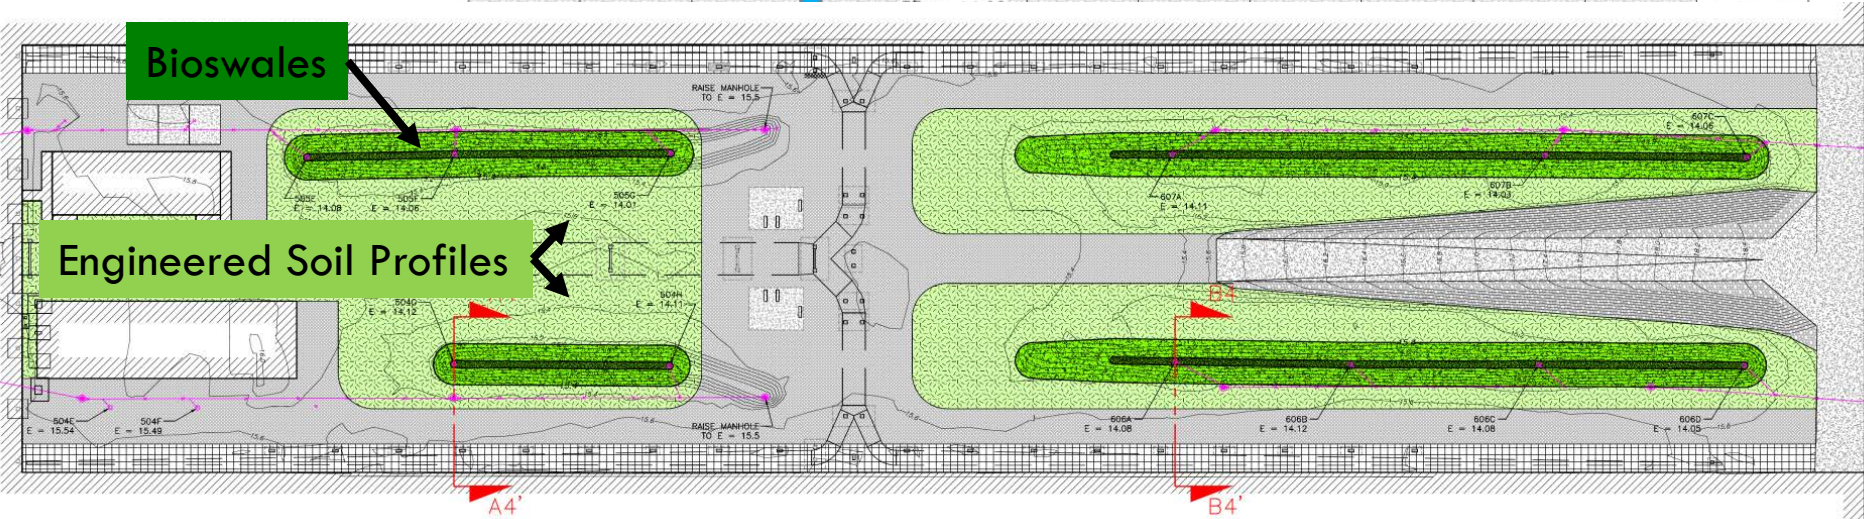 Bioswales
RAISE MANHOLE
TO E = 15.5
607C
E = 14.06
505E
E = 14.08
505F
E = 14.06
505G
E = 14.01
607A
E = 14.11
607B
E = 14.03
Engineered Soil Profiles
504G
E = 14.12
504H
E = 14.11
B4
504E
E = 15.54
504F
E = 15.49
RAISE MANHOLE
TO E = 15.5
606A
E = 14.08
606B
E = 14.12
606C
E = 14.08
606D
E = 14.05
A4'
B4'